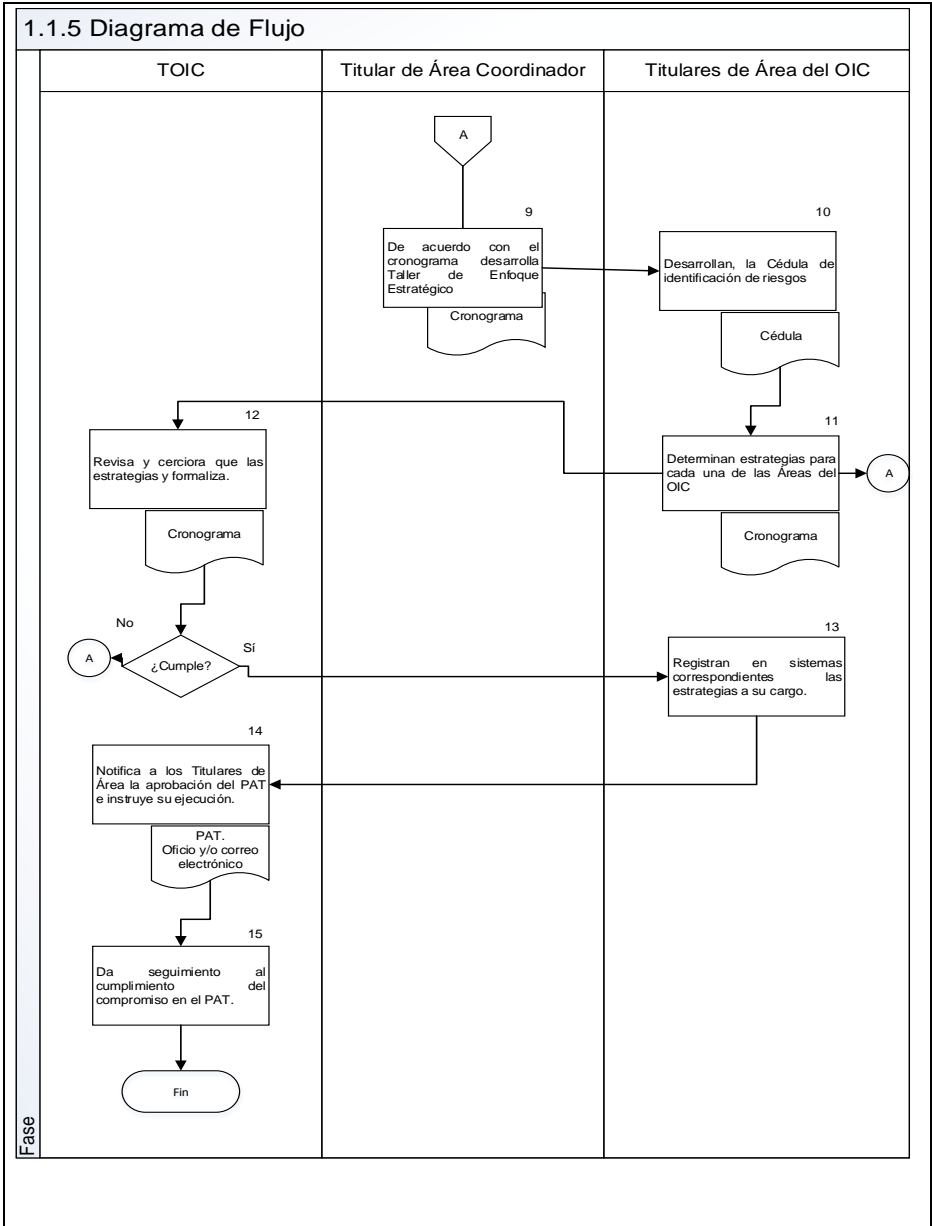 1.1.5 Diagrama de Flujo
TOIC
Titular de Área Coordinador
Titulares de Área del OIC
A
9
De acuerdo con el
cronograma desarrolla
Taller de Enfoque
Estratégico
Cronograma
10
Desarrollan, la Cédula de
identificación de riesgos
Cédula
11
Determinan estrategias para
cada una de las Áreas del
OIC
A
Cronograma
12
Revisa y cerciora que las
estrategias y formaliza.
Cronograma
No
A
¿Cumple?
Sí
13
Registran en sistemas
correspondientes las
estrategias a su cargo.
14
Notifica a los Titulares de
Área la aprobación del PAT
e instruye su ejecución.
PAT.
Oficio y/o correo
electrónico
15
Da seguimiento al
cumplimiento del
compromiso en el PAT.
Fin
Fase